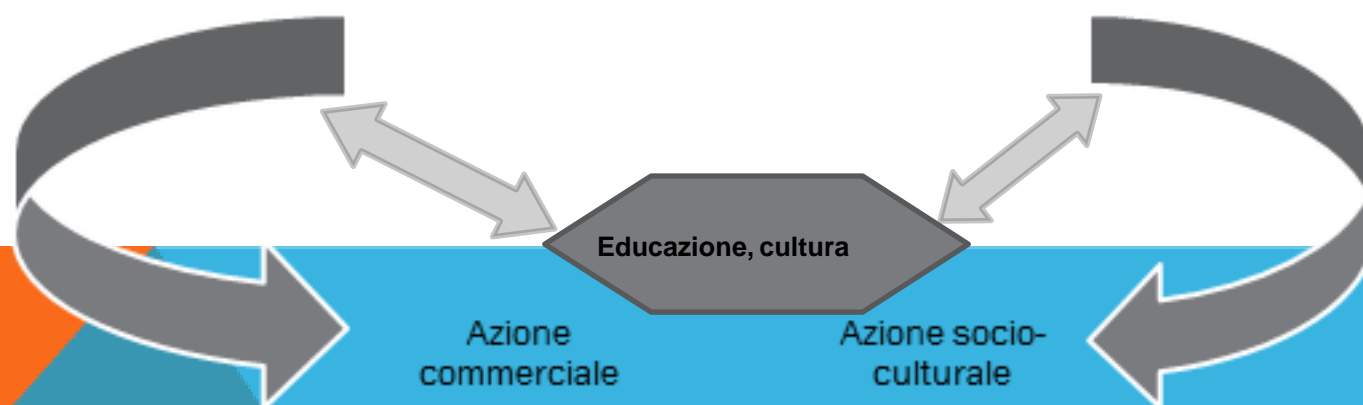 Educazione, cultura
Azione
commerciale
Azione socio-
culturale